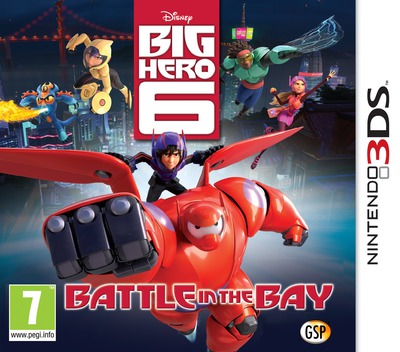 Disney
BIG
HERO
6
NINTENDO 3DS
BATTLE IN THE BAY
7
www.pegi.info
GSP